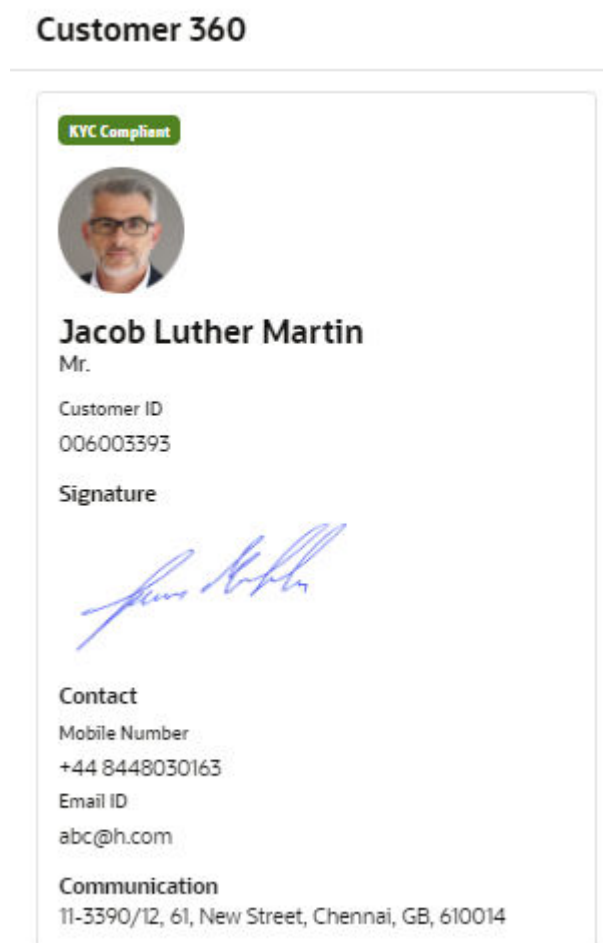 Customer 360
KYC Compliant
Jacob Luther Martin
Mr.
Customer ID
006003393
Signature
Contact
Mobile Number
+44 8448030163
Email ID
abc@h.com
Communication
11-3390/12, 61, New Street, Chennai, GB, 610014